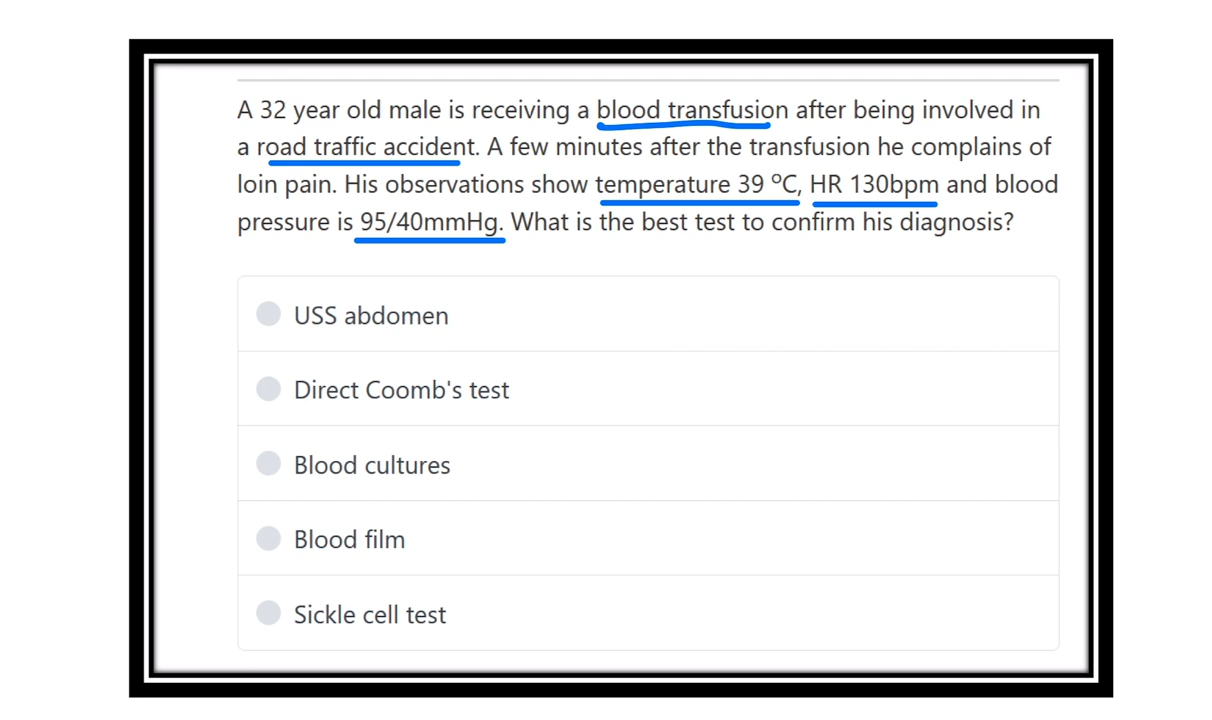 A 32 year old male is receiving a blood transfusion after being involved in
a road traffic accident. A few minutes after the transfusion he complains of
loin pain. His observations show temperature 39 ºC, HR 130bpm and blood
pressure is 95/40mmHg. What is the best test to confirm his diagnosis?
USS abdomen
Direct Coomb's test
Blood cultures
Blood film
Sickle cell test